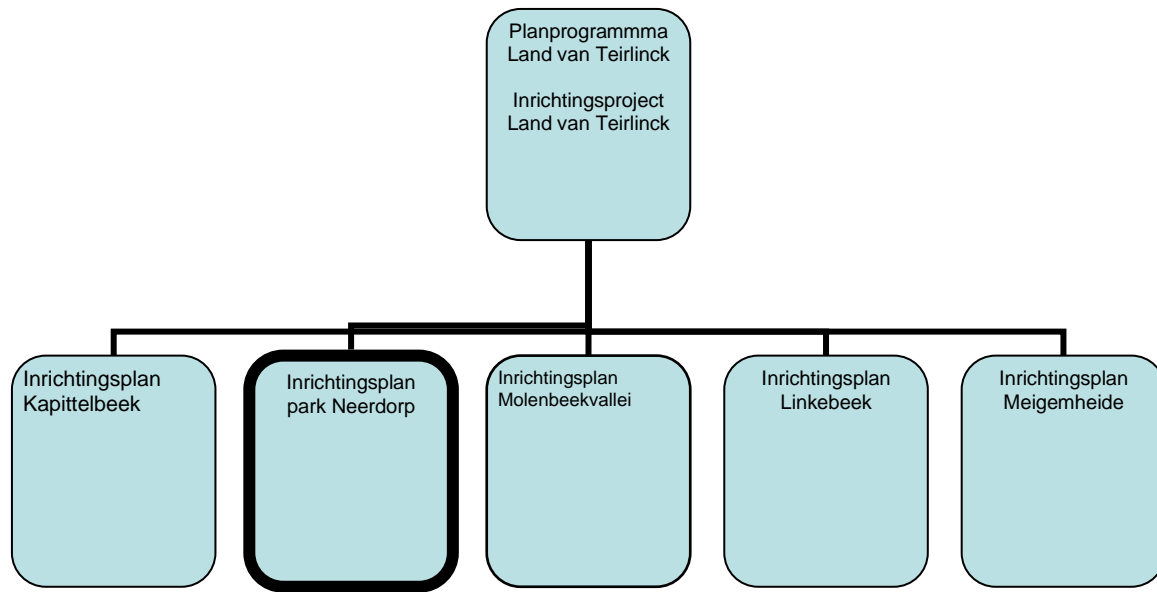 Planprogrammma
Land van Teirlinck
Inrichtingsproject
Land van Teirlinck
Inrichtingsplan
Kapittelbeek
Inrichtingsplan
park Neerdorp
Inrichtingsplan
Molenbeekvallei
Inrichtingsplan
Linkebeek
Inrichtingsplan
Meigemheide